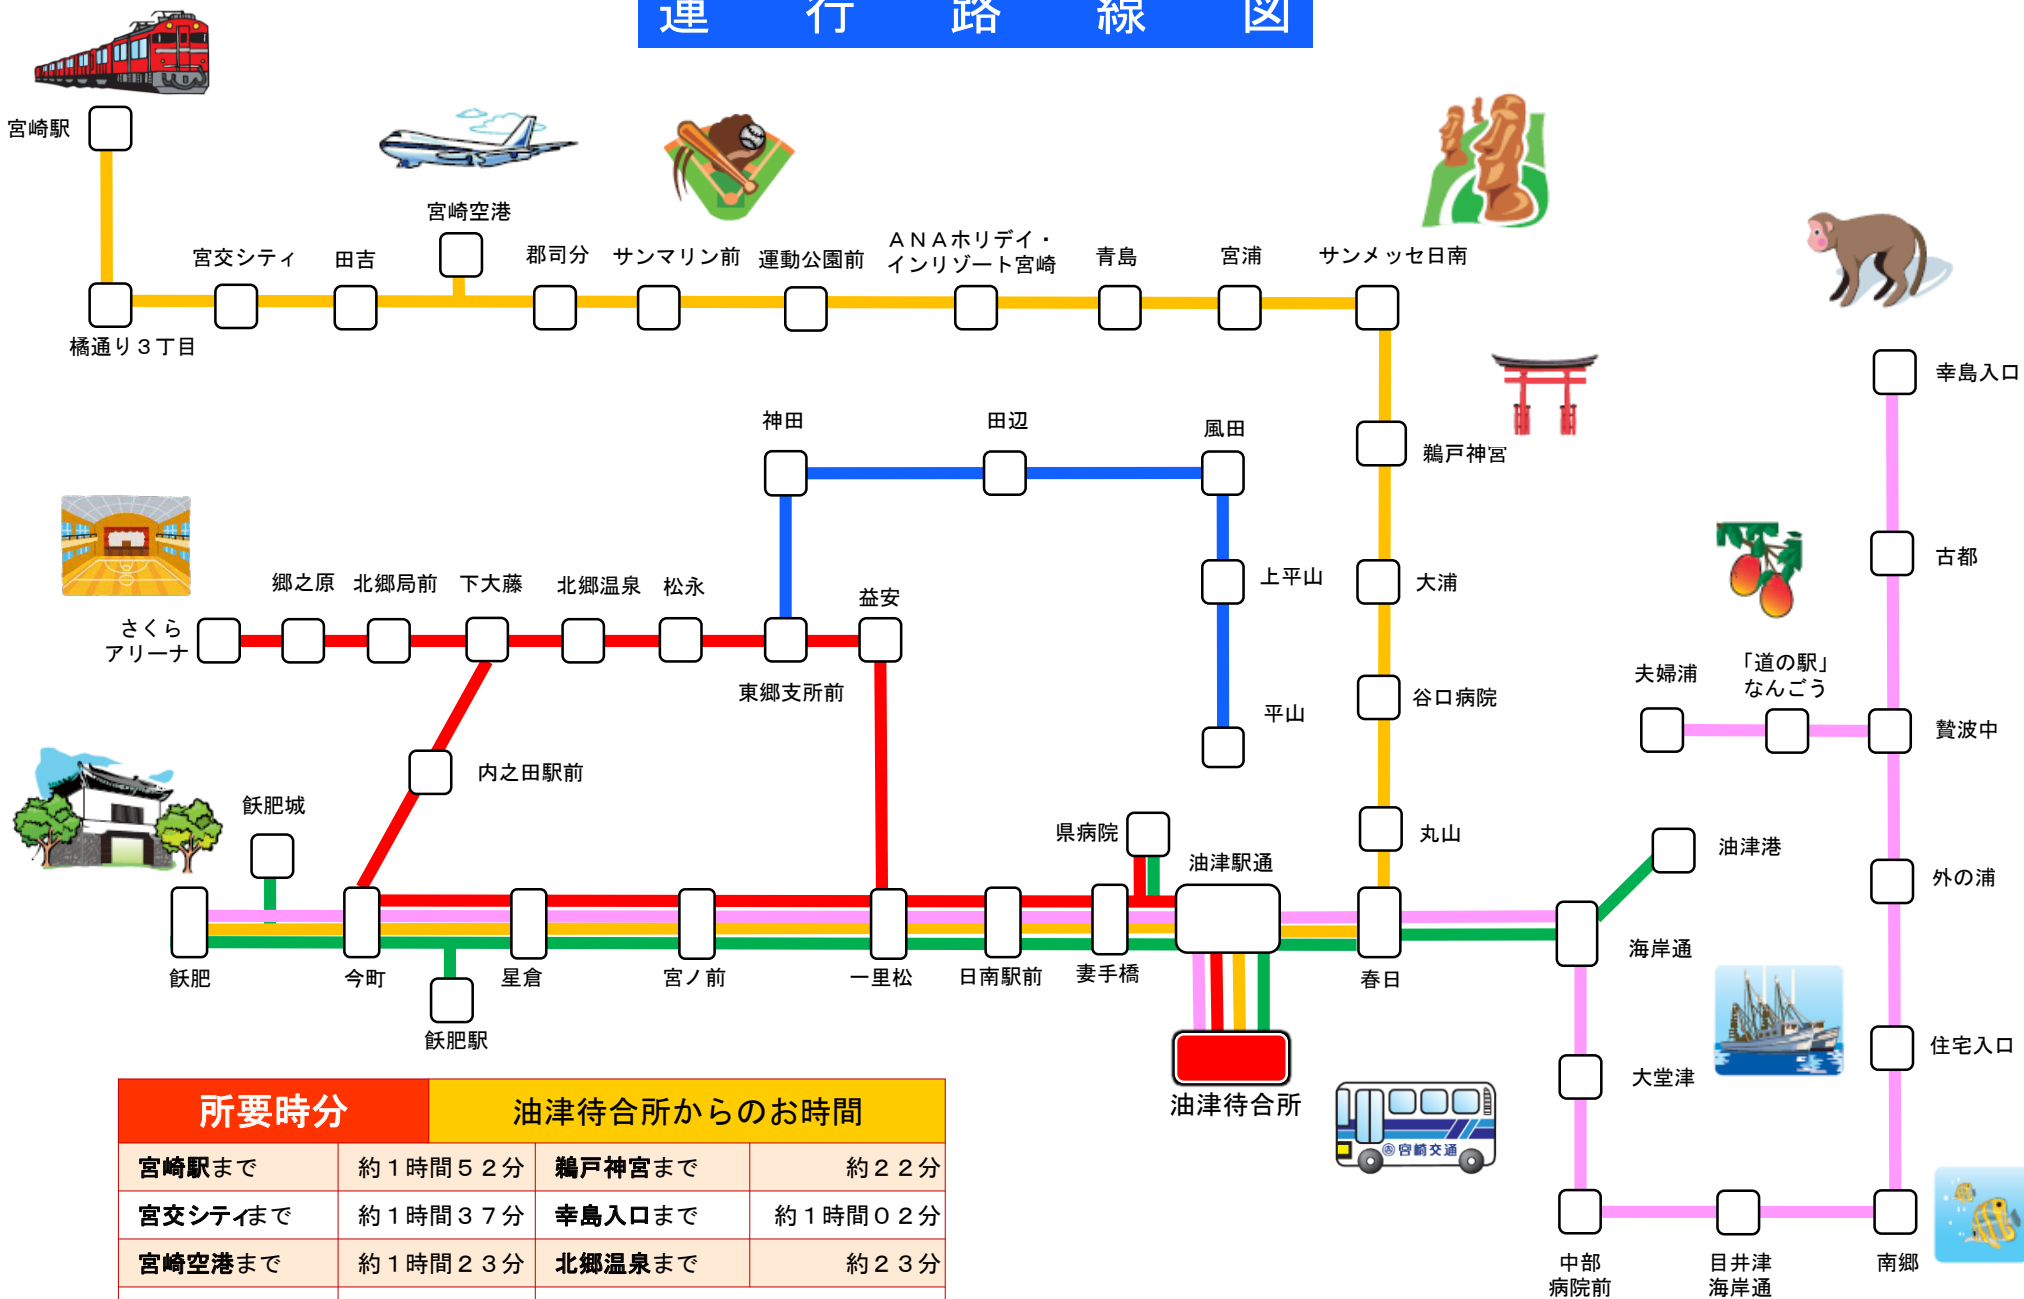 運行路線図
宮崎駅
宮崎空港
宮交シティ
田吉
郡司分
サンマリン前
運動公園前
ＡＮＡホリデイ・
インリゾート宮崎
青島
宮浦
サンメッセ日南
橘通り３丁目
幸島入口
神田
田辺
風田
鵜戸神宮
古都
郷之原
北郷局前
下大藤
北郷温泉
松永
益安
上平山
大浦
さくら
アリーナ
東郷支所前
平山
谷口病院
夫婦浦
「道の駅」
なんごう
贄波中
内之田駅前
飫肥城
県病院
油津駅通
丸山
油津港
外の浦
飫肥
今町
星倉
宮ノ前
一里松
日南駅前
妻手橋
春日
海岸通
飫肥駅
住宅入口
大堂津
油津待合所
宮崎交通
中部
病院前
目井津
海岸通
南郷
所要時分
油津待合所からのお時間
宮崎駅まで 約１時間５２分 鵜戸神宮まで 約２２分
宮交シティまで 約１時間３７分 幸島入口まで 約１時間０２分
宮崎空港まで 約１時間２３分 北郷温泉まで 約２３分